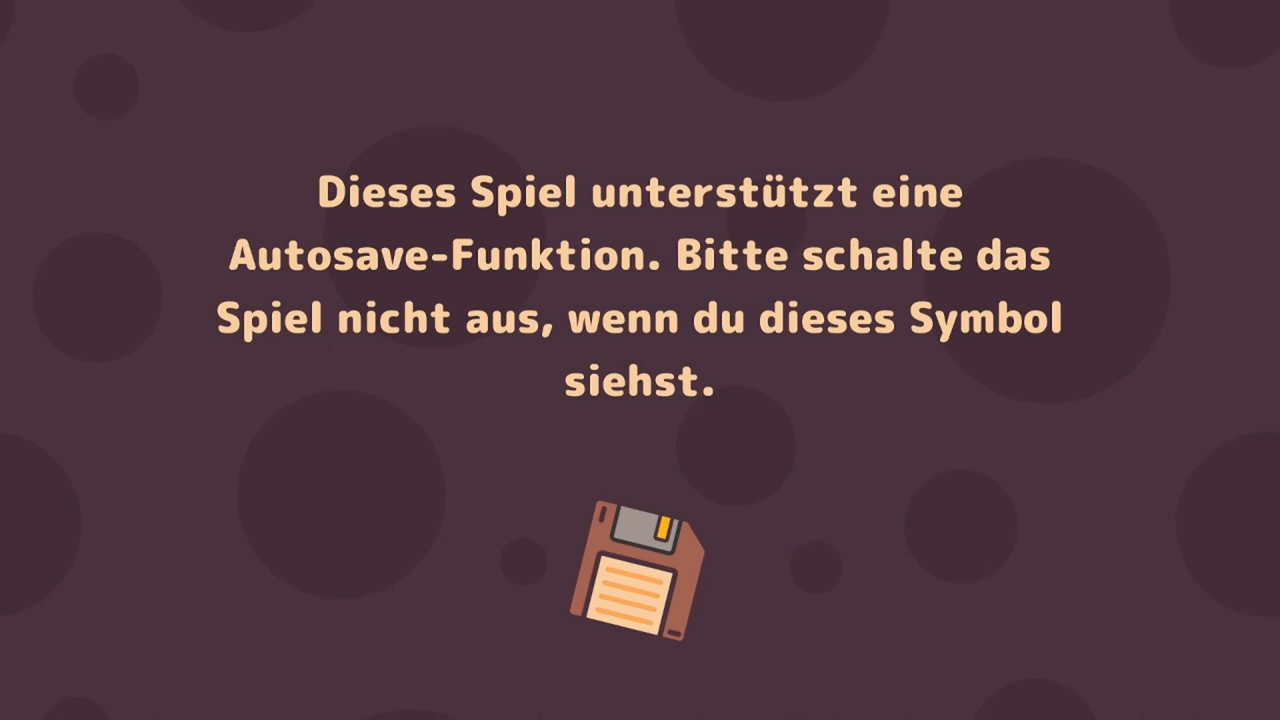 Dieses Spiel unterstützt eine
Autosave-Funktion. Bitte schalte das
Spiel nicht aus, wenn du dieses Symbol
siehst.